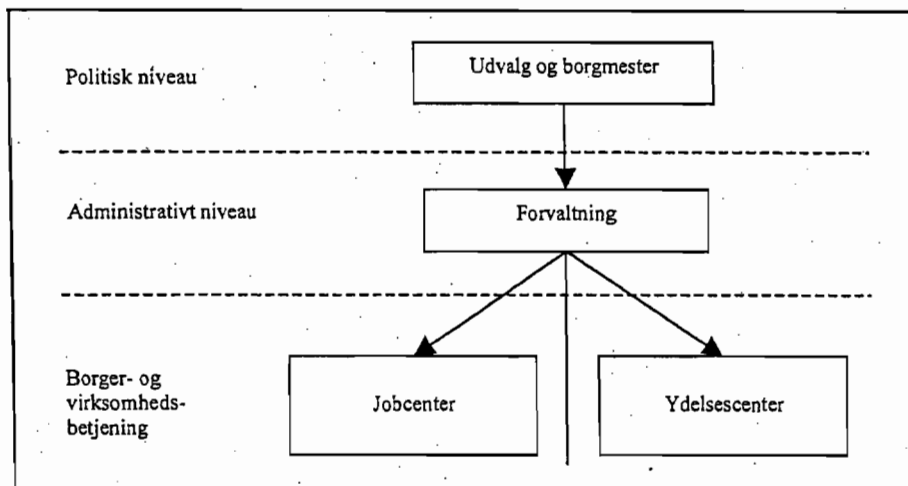 Politisk niveau
Udvalg og borgmester
Administrativt niveau
Forvaltning
Borger- og
virksomheds-
betjening
Jobcenter
Ydelsescenter